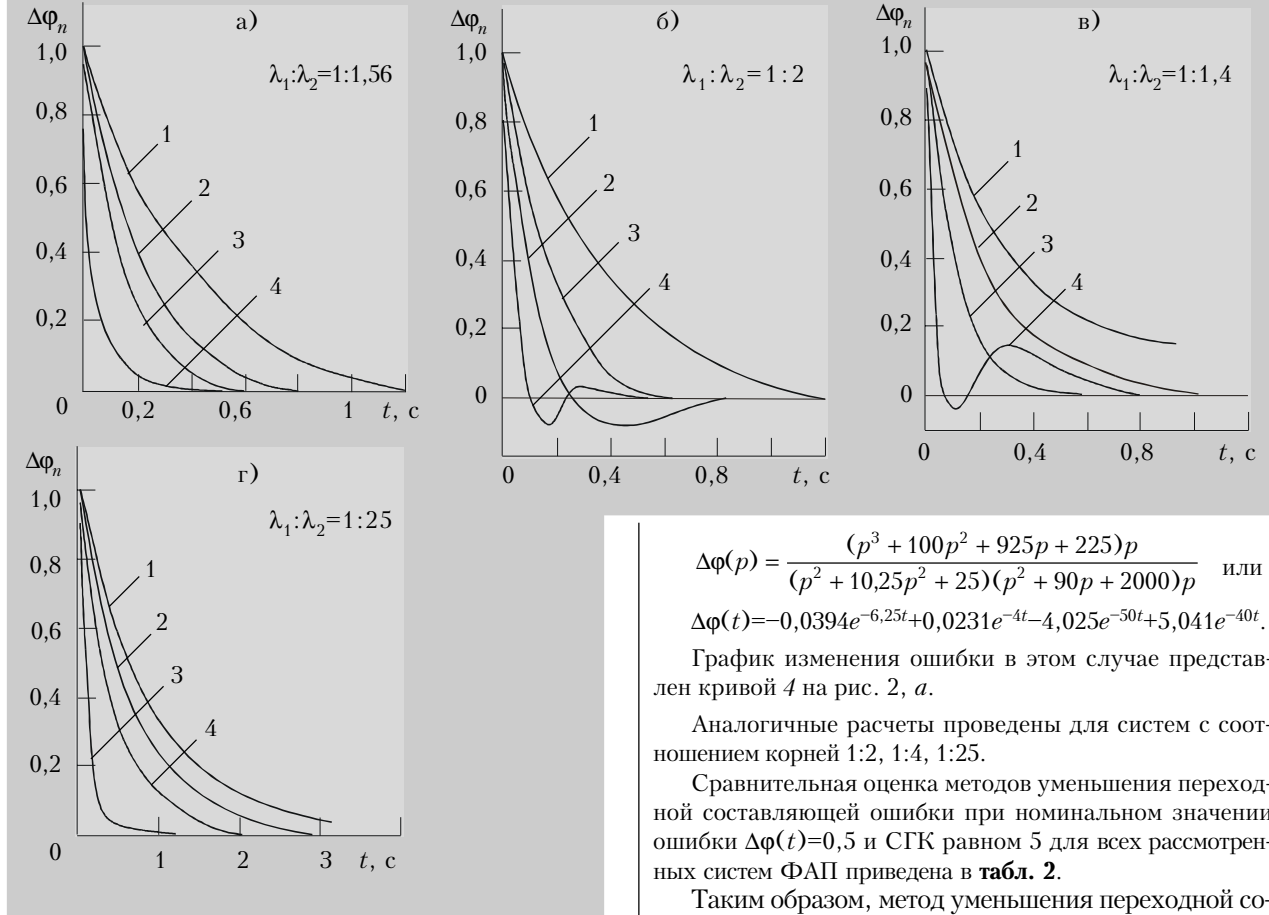 Δφn
а)
1,0
λ1:λ2=1:1,56
0,8
1
0,6
2
3
0,4
4
0,2
0
0,2
0,6
1
t, с
Δφn
б)
1,0
λ1:λ2=1:2
0,8
1
0,6
2
3
0,4
4
0,2
0
0
0,4
0,8
t, с
Δφn
в)
1,0
λ1:λ2=1:1,4
0,8
1
0,6
2
3
0,4
4
0,2
0
0
0,4
0,8
t, с
Δφn
г)
1,0
λ1:λ2=1:25
0,8
1
0,6
2
3
0,4
4
0,2
0
1
2
3
t, с
Δφ(p) = (p³ + 100p² + 925p + 225)p / (p² + 10,25p² + 25)(p² + 90p + 2000)p или
Δφ(t)=−0,0394e^−6,25t+0,0231e^−4t−4,025e^−50t+5,041e^−40t.
График изменения ошибки в этом случае представ-
лен кривой 4 на рис. 2, а.
Аналогичные расчеты проведены для систем с соот-
ношением корней 1:2, 1:4, 1:25.
Сравнительная оценка методов уменьшения переход-
ной составляющей ошибки при номинальном значении
ошибки Δφ(t)=0,5 и СГК равном 5 для всех рассмотрен-
ных систем ФАП приведена в табл. 2.
Таким образом, метод уменьшения переходной со-